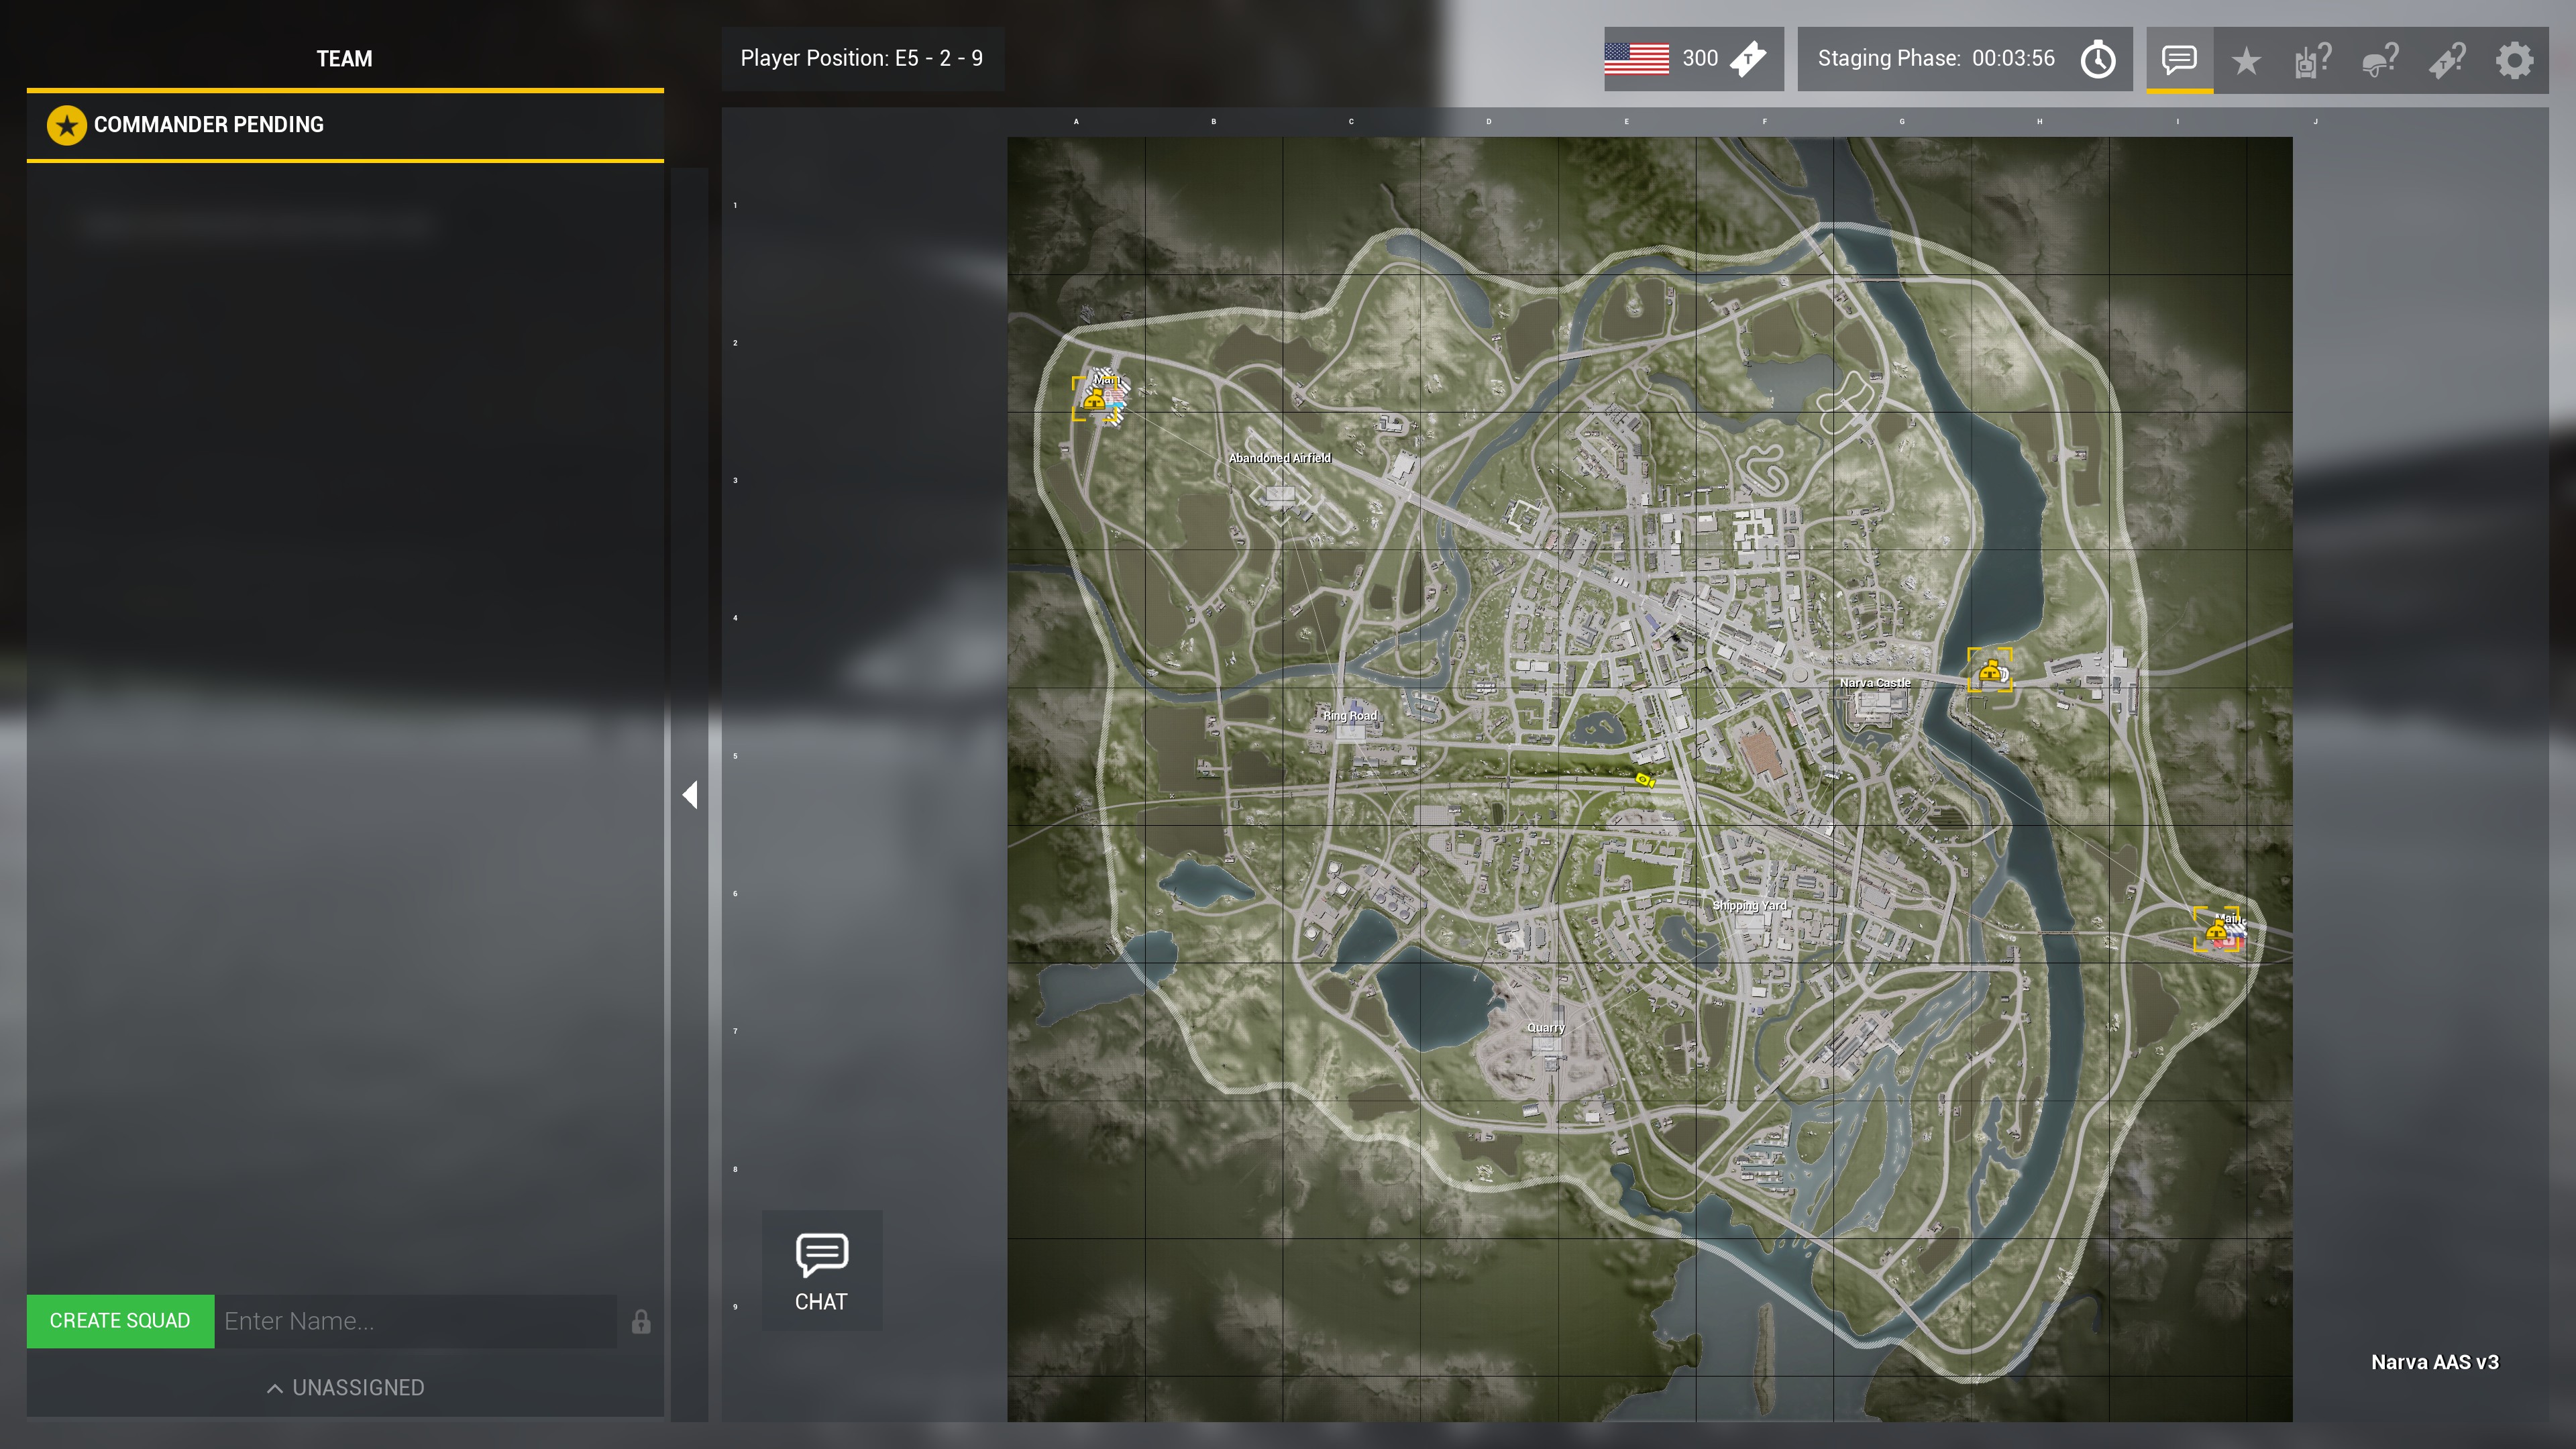 TEAM
Player Position: E5 - 2 - 9
300
T
Staging Phase: 00:03:56
COMMANDER PENDING
A B C D E F G H I J
1
2
Main
Abandoned Airfield
3
4
Narva Castle
Ring Road
5
6
Shipping Yard
Main
Quarry
7
8
CHAT
9
CREATE SQUAD
Enter Name...
UNASSIGNED
Narva AAS v3